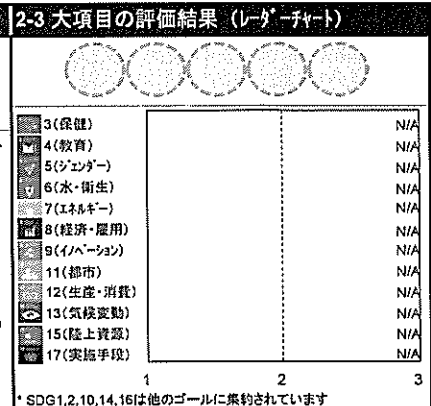 2-3 大項目の評価結果（ﾚｰﾀﾞｰﾁｬｰﾄ）
3(保健) N/A
4(教育) N/A
5(ｼﾞｪﾝﾀﾞｰ) N/A
6(水・衛生) N/A
7(ｴﾈﾙｷﾞｰ) N/A
8(経済・雇用) N/A
9(ｲﾉﾍﾞｰｼｮﾝ) N/A
11(都市) N/A
12(生産・消費) N/A
13(気候変動) N/A
15(陸上資源) N/A
17(実施手段) N/A
1 2 3
* SDG1,2,10,14,16は他のゴールに集約されています